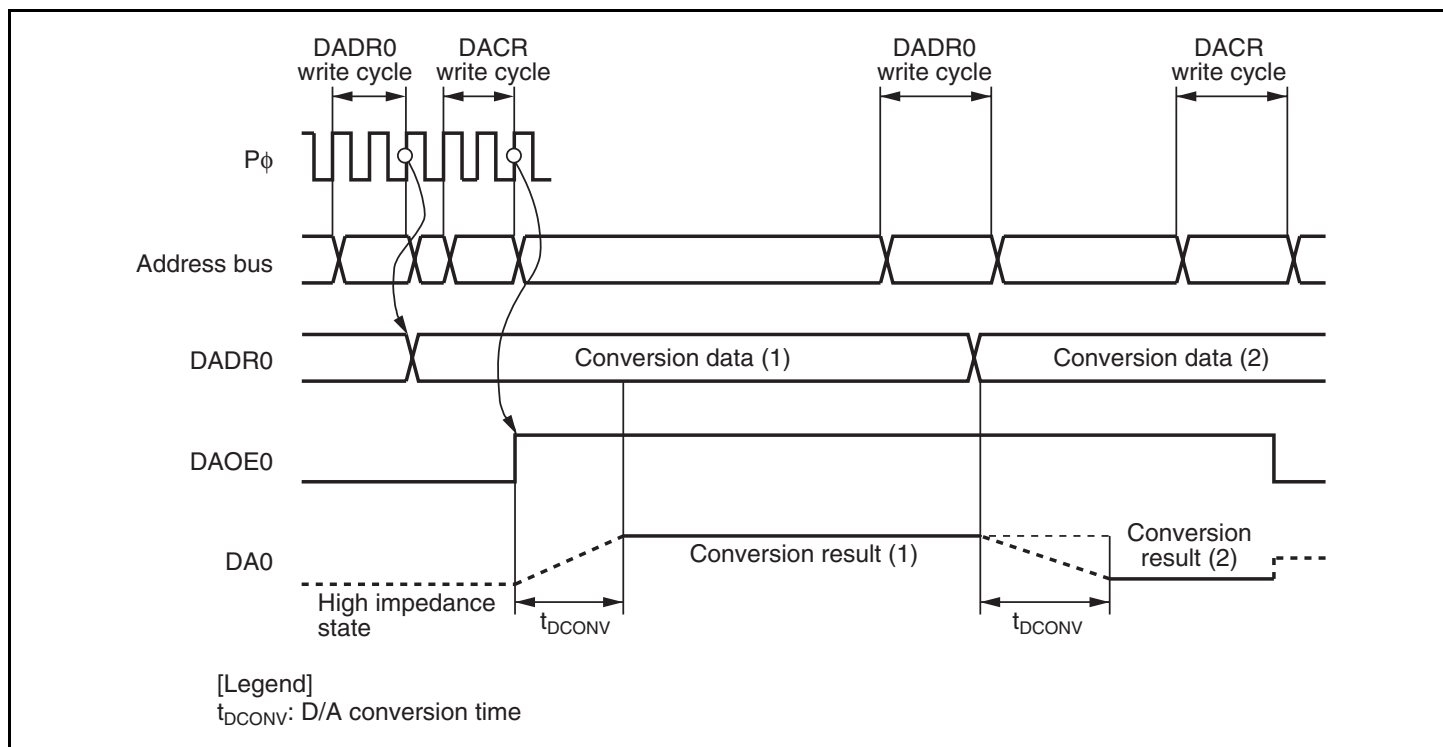 DADR0
write cycle
DACR
write cycle
DADR0
write cycle
DACR
write cycle
Pϕ
Address bus
DADR0
Conversion data (1)
Conversion data (2)
DAOE0
DA0
Conversion result (1)
Conversion
result (2)
High impedance
state
tDCONV
tDCONV
[Legend]
tDCONV: D/A conversion time